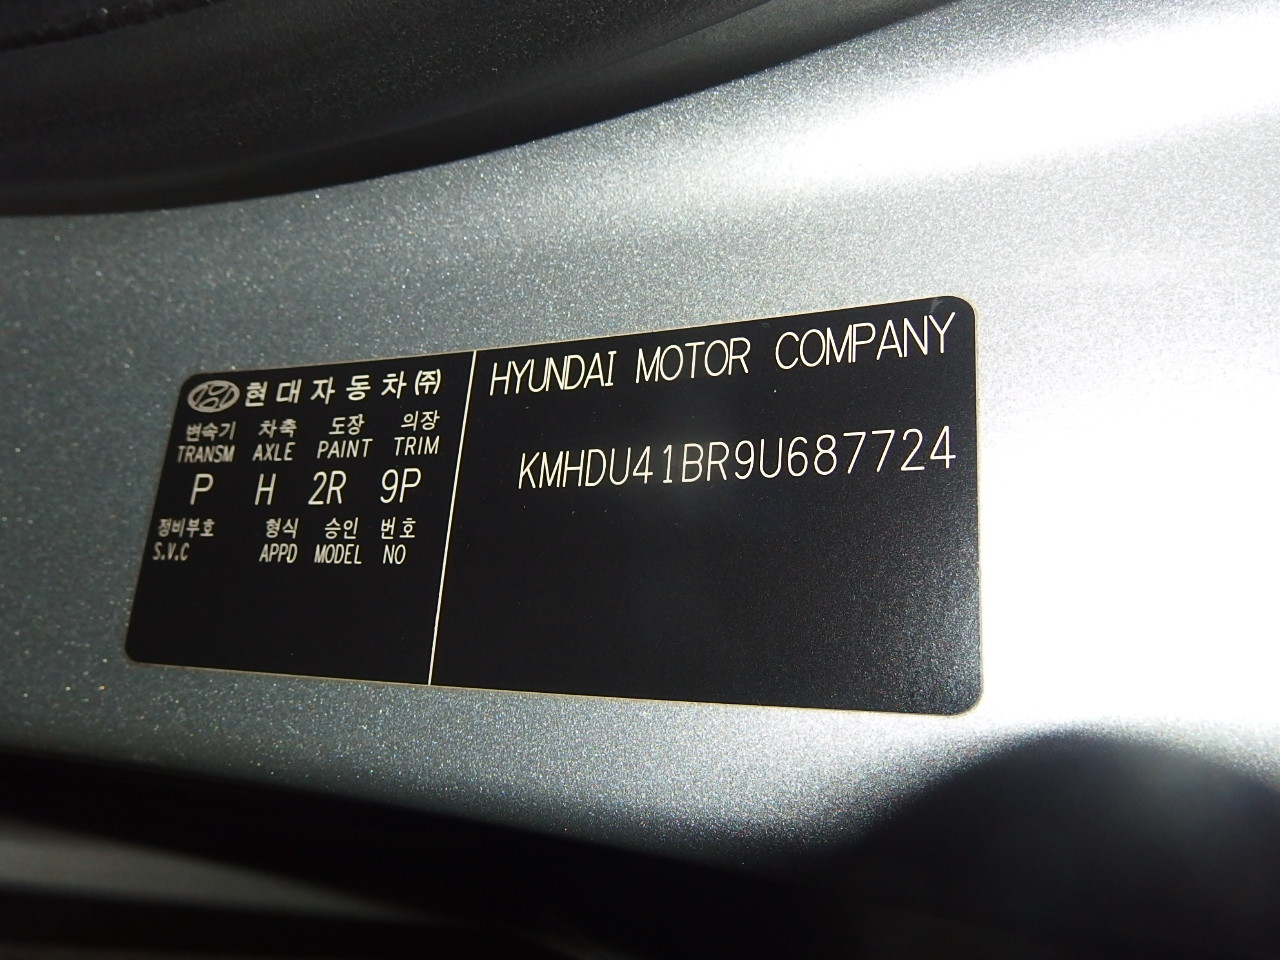 현대자동차㈜
변속기 차축 도장 의장
TRANSM AXLE PAINT TRIM
P H 2R 9P
정비부호 형식 승인 번호
S.V.C APPD MODEL NO
HYUNDAI MOTOR COMPANY
KMHDU41BR9U687724